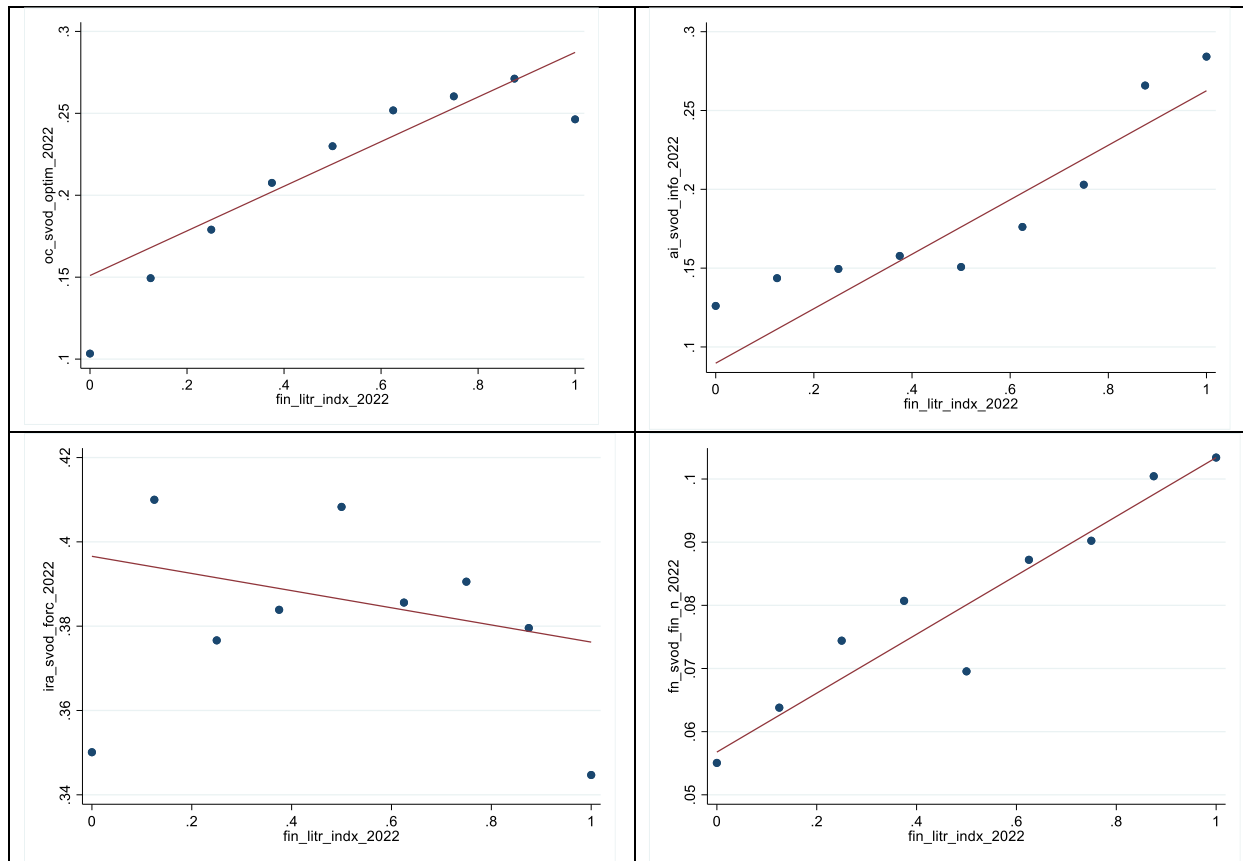 oc_svod_optim_2022
.3
.25
.2
.15
.1
0 .2 .4 .6 .8 1
fin_litr_indx_2022
ai_svod_info_2022
.3
.25
.2
.15
.1
0 .2 .4 .6 .8 1
fin_litr_indx_2022
ira_svod_forc_2022
.42
.4
.38
.36
.34
0 .2 .4 .6 .8 1
fin_litr_indx_2022
fn_svod_fin_n_2022
.1
.09
.08
.07
.06
.05
0 .2 .4 .6 .8 1
fin_litr_indx_2022